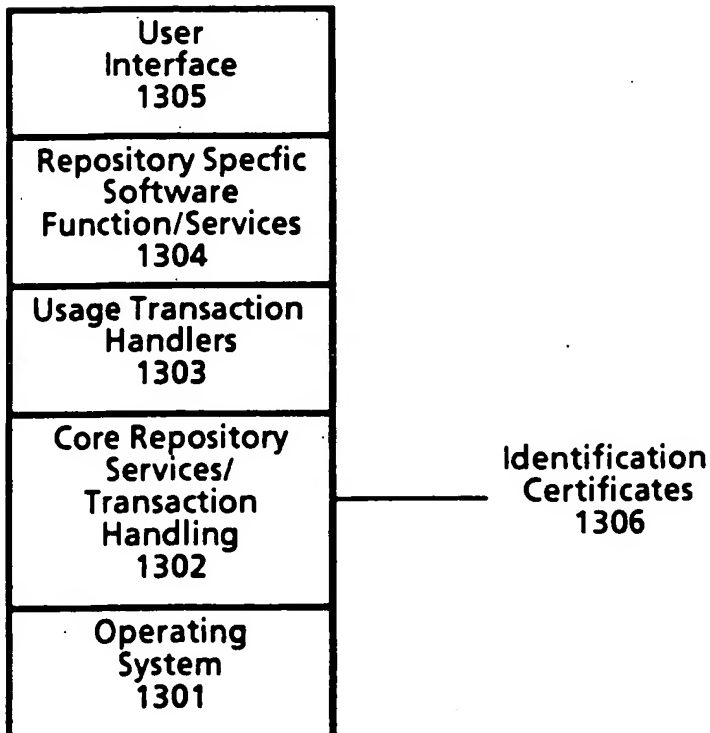 User
Interface
1305
Repository Specfic
Software
Function/Services
1304
Usage Transaction
Handlers
1303
Core Repository
Services/
Transaction
Handling
1302
Identification
Certificates
1306
Operating
System
1301